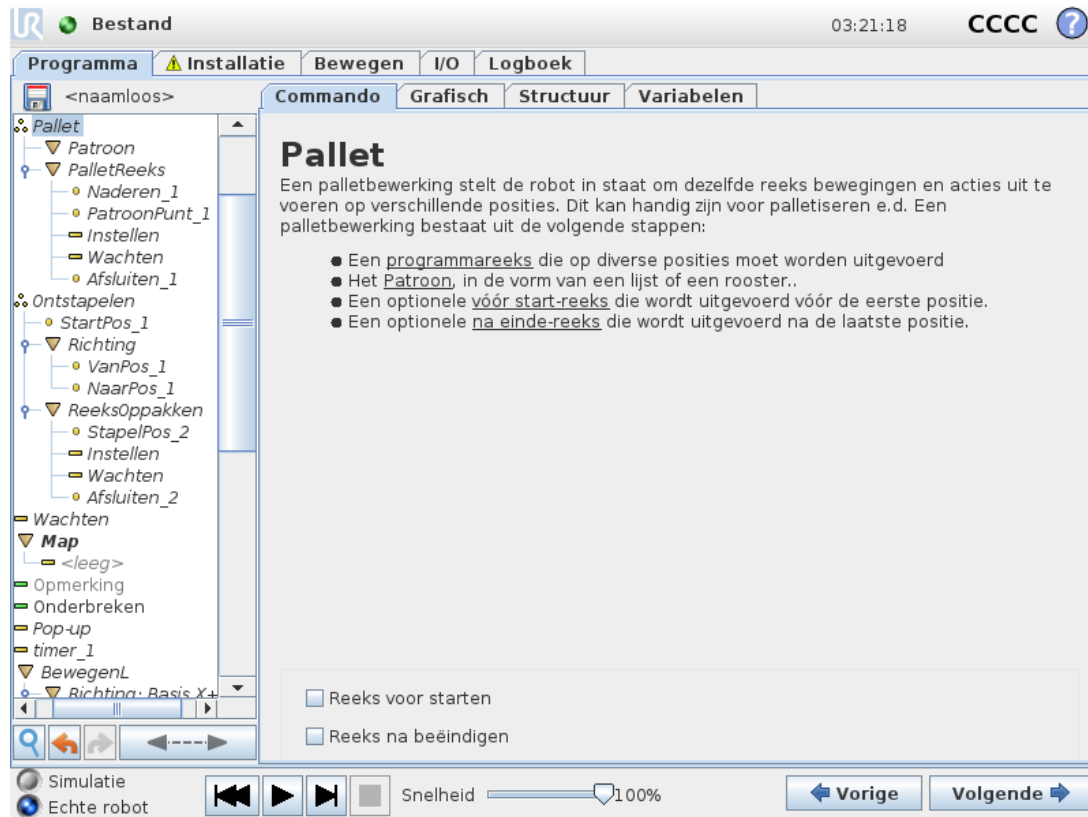 UR Bestand 03:21:18 CCCC ?
Programma Installatie Bewegen I/O Logboek
<naamloos>
Commando Grafisch Structuur Variabelen
Pallet
Patroon
PalletReeks
Naderen_1
PatroonPunt_1
Instellen
Wachten
Afsluiten_1
Ontstapelen
StartPos_1
Richting
VanPos_1
NaarPos_1
ReeksOppakken
StapelPos_2
Instellen
Wachten
Afsluiten_2
Wachten
Map
<leeg>
Opmerking
Onderbreken
Pop-up
timer_1
BewegenL
Richting: Basis X+
Pallet
Een palletbewerking stelt de robot in staat om dezelfde reeks bewegingen en acties uit te
voeren op verschillende posities. Dit kan handig zijn voor palletiseren e.d. Een
palletbewerking bestaat uit de volgende stappen:
● Een programmareeks die op diverse posities moet worden uitgevoerd
● Het Patroon, in de vorm van een lijst of een rooster..
● Een optionele vóór start-reeks die wordt uitgevoerd vóór de eerste positie.
● Een optionele na einde-reeks die wordt uitgevoerd na de laatste positie.
Reeks voor starten
Reeks na beëindigen
Simulatie
Echte robot
Snelheid 100%
Vorige
Volgende